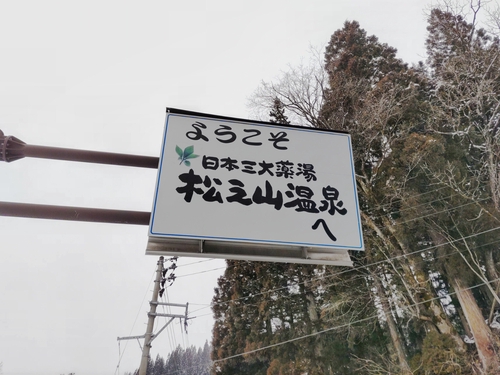 ようこそ
日本三大薬湯
松之山温泉
へ